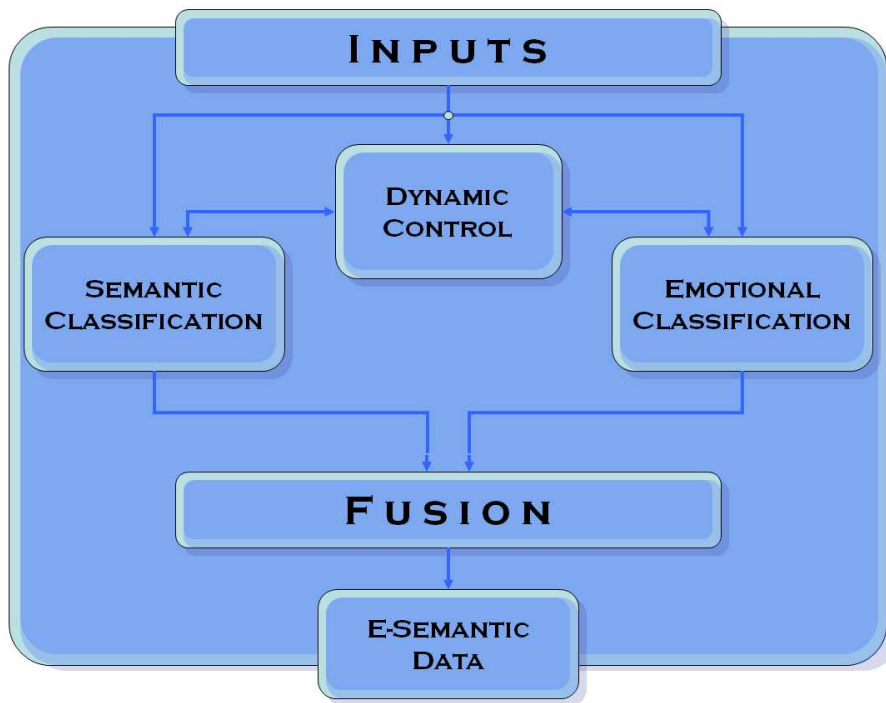 INPUTS
DYNAMIC
CONTROL
SEMANTIC
CLASSIFICATION
EMOTIONAL
CLASSIFICATION
FUSION
E-SEMANTIC
DATA